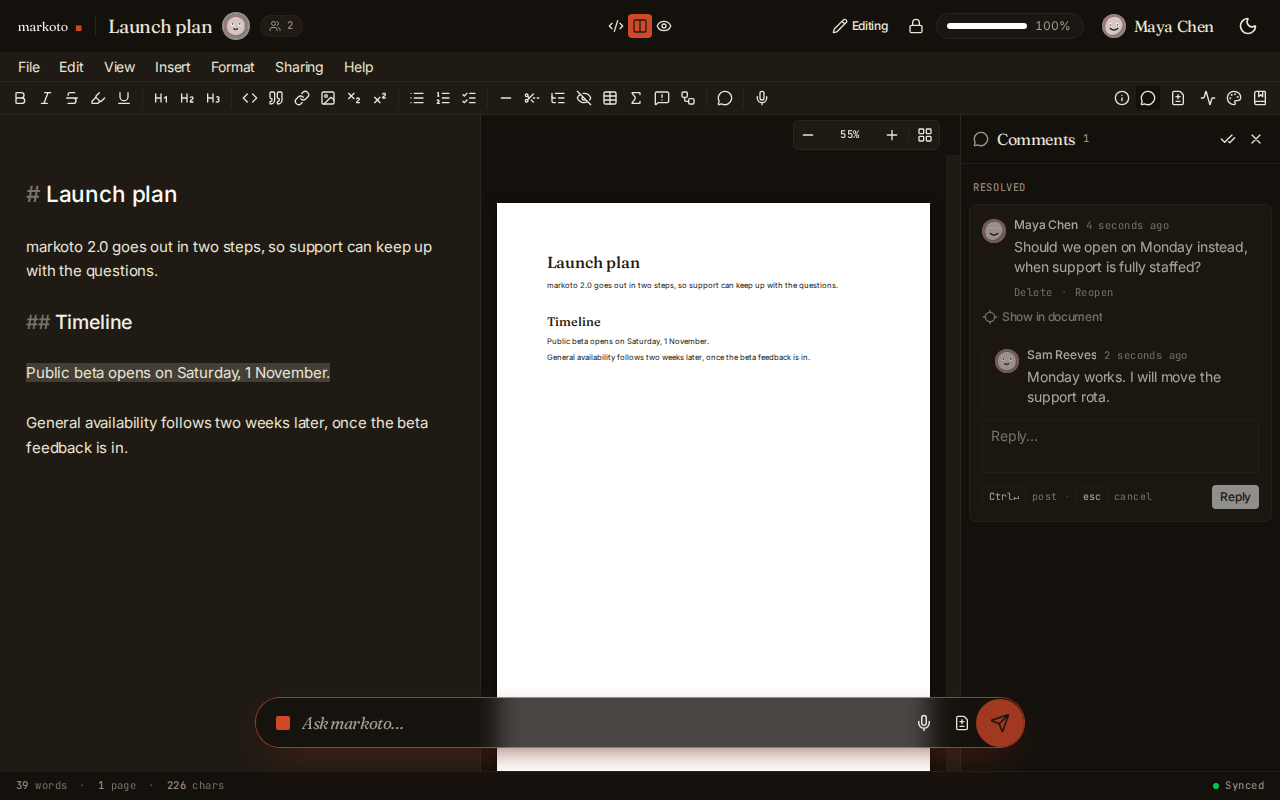 markoto
Launch plan
2
Editing
100%
Maya Chen
File Edit View Insert Format Sharing Help
H1 H2 H3
55%
Comments 1
# Launch plan
markoto 2.0 goes out in two steps, so support can keep up
with the questions.
## Timeline
Public beta opens on Saturday, 1 November.
General availability follows two weeks later, once the beta
feedback is in.
Launch plan
markoto 2.0 goes out in two steps, so support can keep up with the questions.
Timeline
Public beta opens on Saturday, 1 November.
General availability follows two weeks later, once the beta feedback is in.
RESOLVED
Maya Chen 4 seconds ago
Should we open on Monday instead,
when support is fully staffed?
Delete · Reopen
Show in document
Sam Reeves 2 seconds ago
Monday works. I will move the
support rota.
Reply...
Ctrl↵ post · esc cancel
Reply
Ask markoto...
39 words · 1 page · 226 chars
Synced